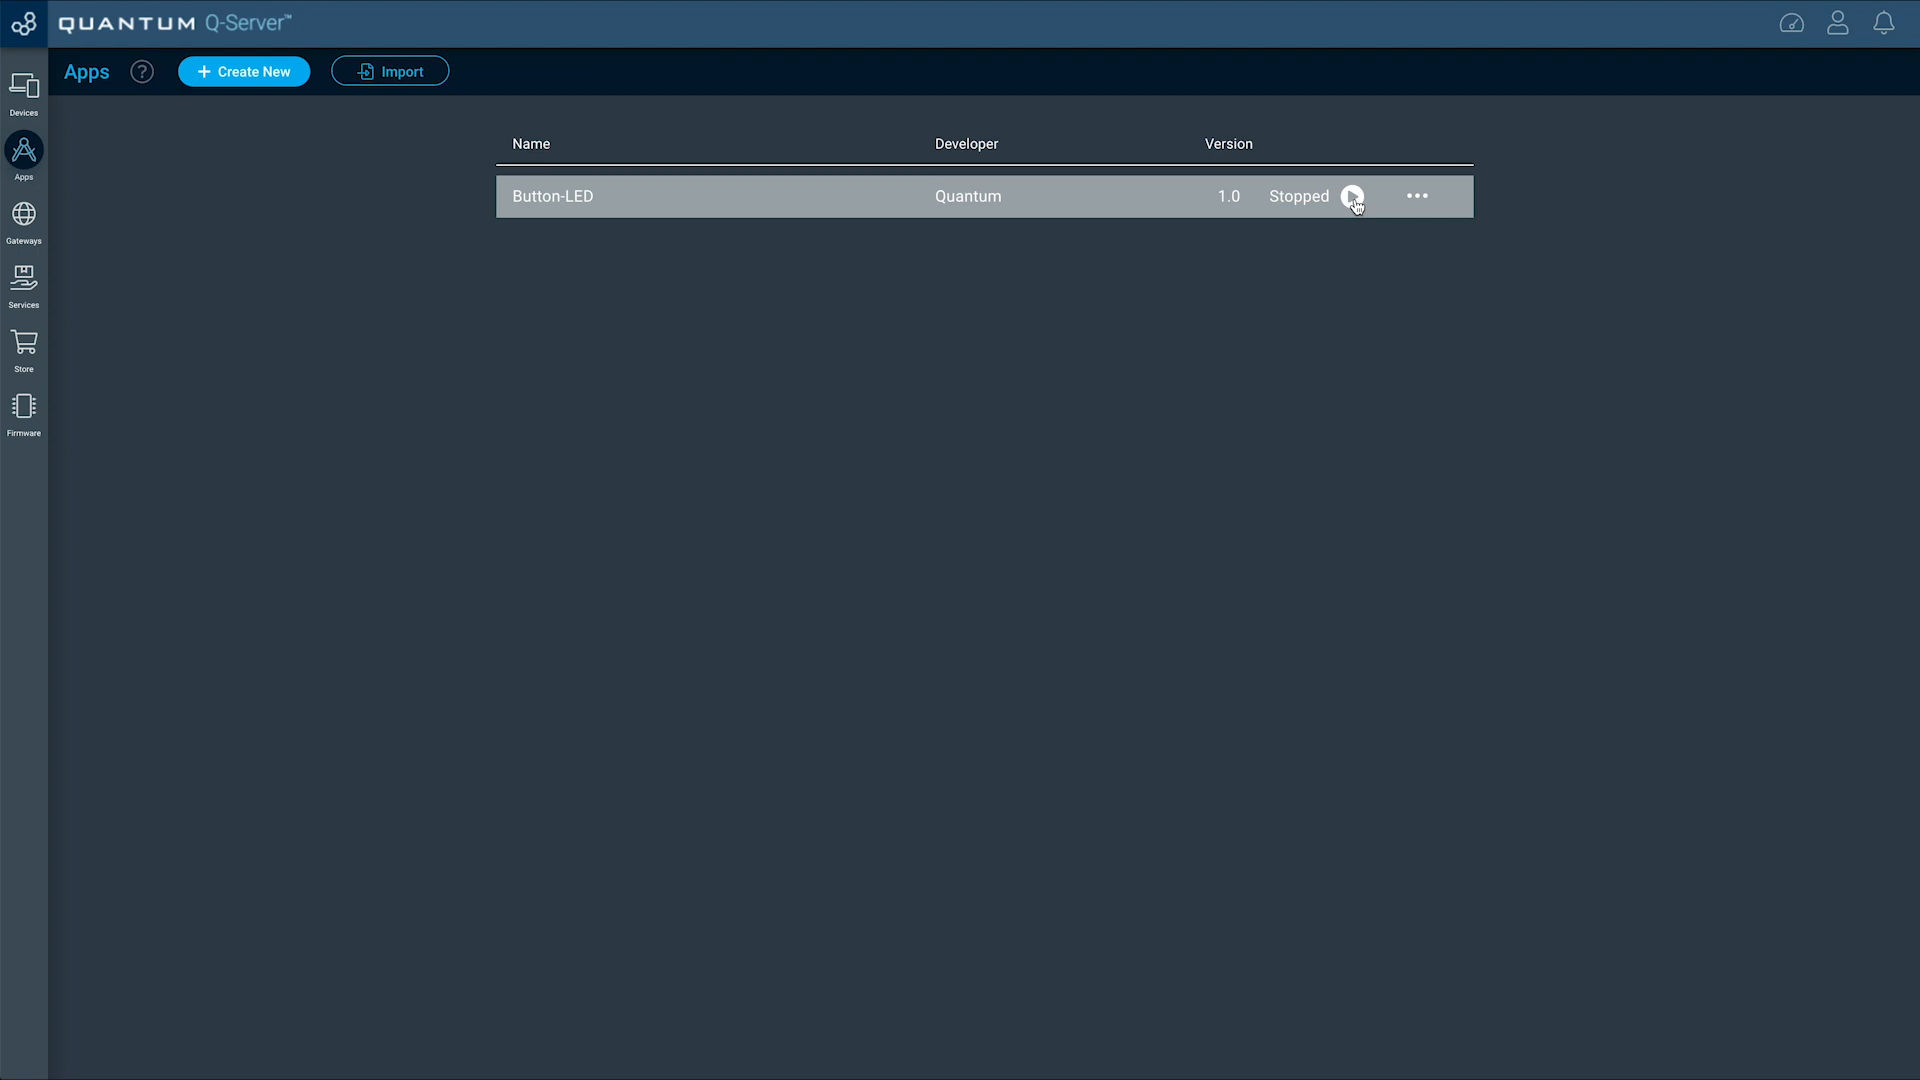 QUANTUM Q-Server™
Apps ? + Create New Import
Devices
Apps
Gateways
Services
Store
Firmware
Name Developer Version
Button-LED Quantum 1.0 Stopped